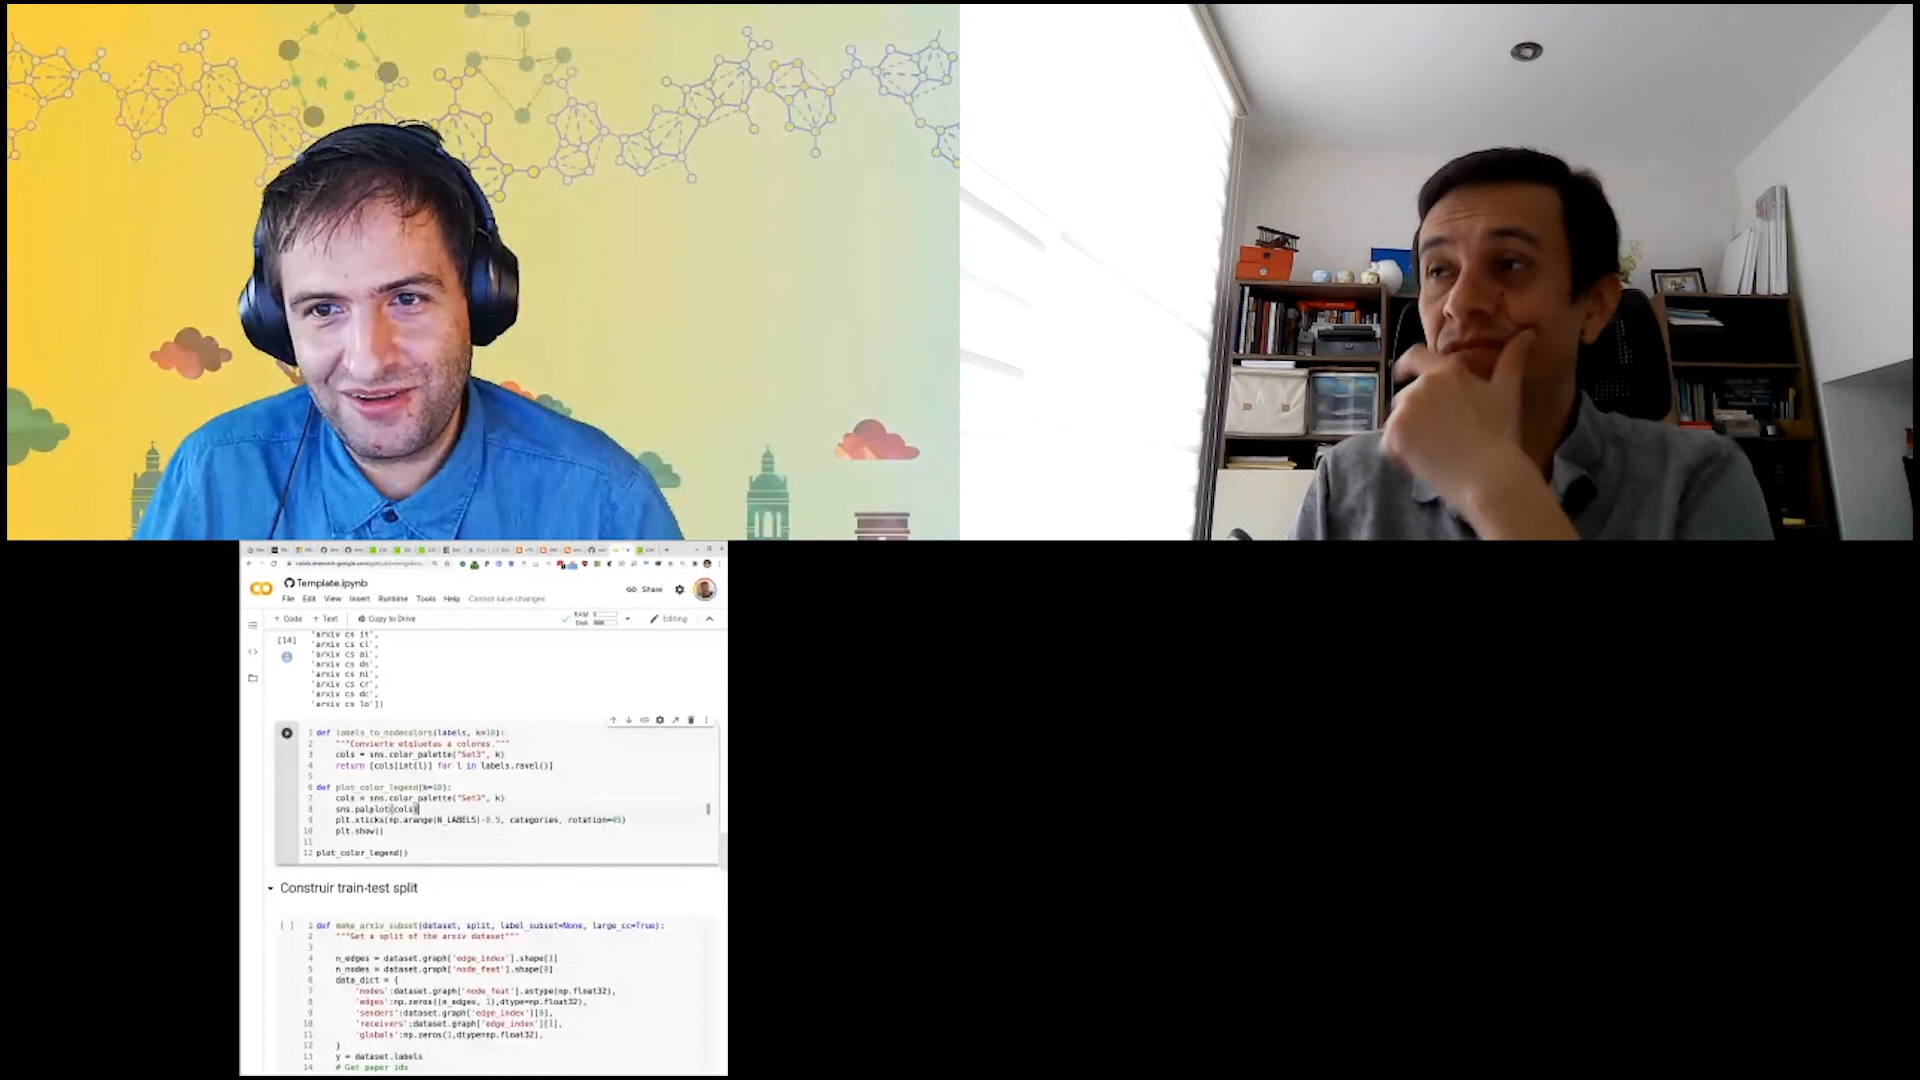 Template.ipynb
Share
File Edit View Insert Runtime Tools Help Cannot save changes
+ Code + Text Copy to Drive
RAM
Disk
Editing
'arxiv cs it',
[14]
'arxiv cs cl',
'arxiv cs ai',
'arxiv cs ds',
'arxiv cs ni',
'arxiv cs cr',
'arxiv cs dc',
'arxiv cs lo'])
1 def labels_to_nodecolors(labels, k=10):
2 """Convierte etqiuetas a colores."""
3 cols = sns.color_palette("Set3", k)
4 return [cols[int(l)] for l in labels.ravel()]
5
6 def plot_color_legend(k=10):
7 cols = sns.color_palette("Set3", k)
8 sns.palplot(cols)
9 plt.xticks(np.arange(N_LABELS)-0.5, categories, rotation=45)
10 plt.show()
11
12 plot_color_legend()
Construir train-test split
[ ] 1 def make_arxiv_subset(dataset, split, label_subset=None, large_cc=True):
2 """Get a split of the arxiv dataset"""
3
4 n_edges = dataset.graph['edge_index'].shape[1]
5 n_nodes = dataset.graph['node_feat'].shape[0]
6 data_dict = {
7 'nodes':dataset.graph['node_feat'].astype(np.float32),
8 'edges':np.zeros((n_edges, 1),dtype=np.float32),
9 'senders':dataset.graph['edge_index'][0],
10 'receivers':dataset.graph['edge_index'][1],
11 'globals':np.zeros(1,dtype=np.float32),
12 }
13 y = dataset.labels
14 # Get paper ids